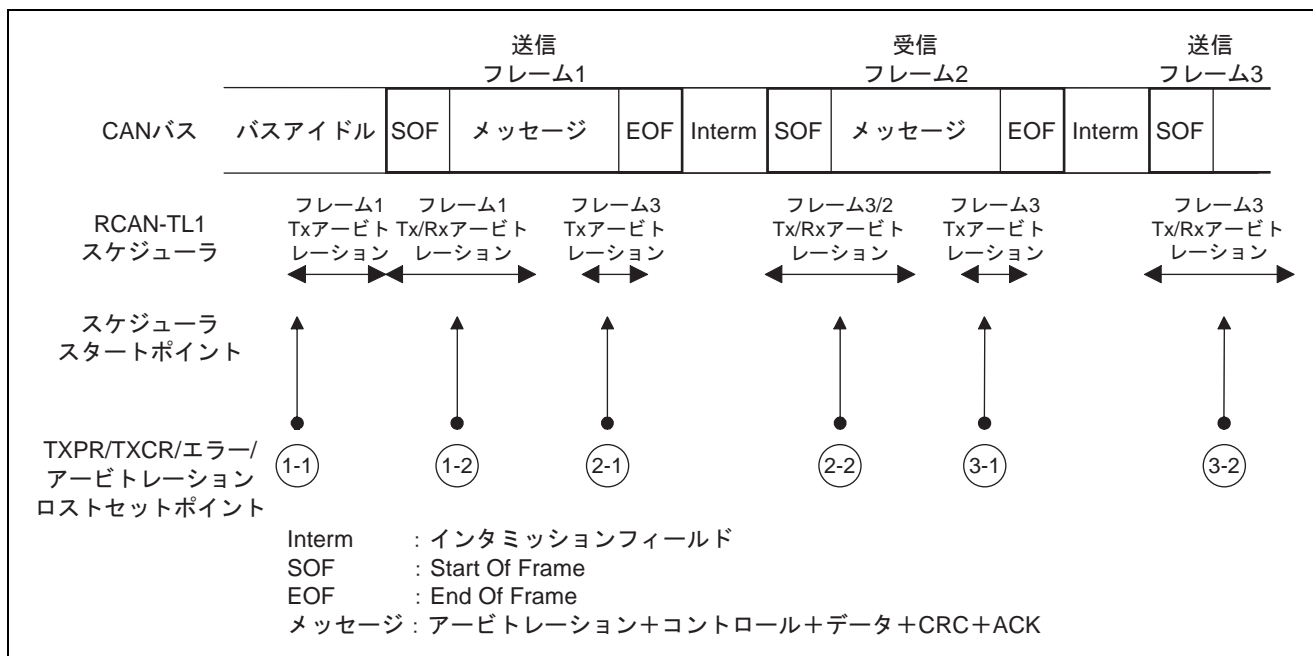 送信
フレーム1
受信
フレーム2
送信
フレーム3
CANバス
バスアイドル
SOF
メッセージ
EOF
Interm
SOF
メッセージ
EOF
Interm
SOF
RCAN-TL1
スケジューラ
フレーム1
Txアービト
レーション
フレーム1
Tx/Rxアービト
レーション
フレーム3
Txアービト
レーション
フレーム3/2
Tx/Rxアービト
レーション
フレーム3
Txアービト
レーション
フレーム3
Tx/Rxアービト
レーション
スケジューラ
スタートポイント
TXPR/TXCR/エラー/
アービトレーション
ロストセットポイント
1-1
1-2
2-1
2-2
3-1
3-2
Interm : インタミッションフィールド
SOF : Start Of Frame
EOF : End Of Frame
メッセージ : アービトレーション＋コントロール＋データ＋CRC＋ACK